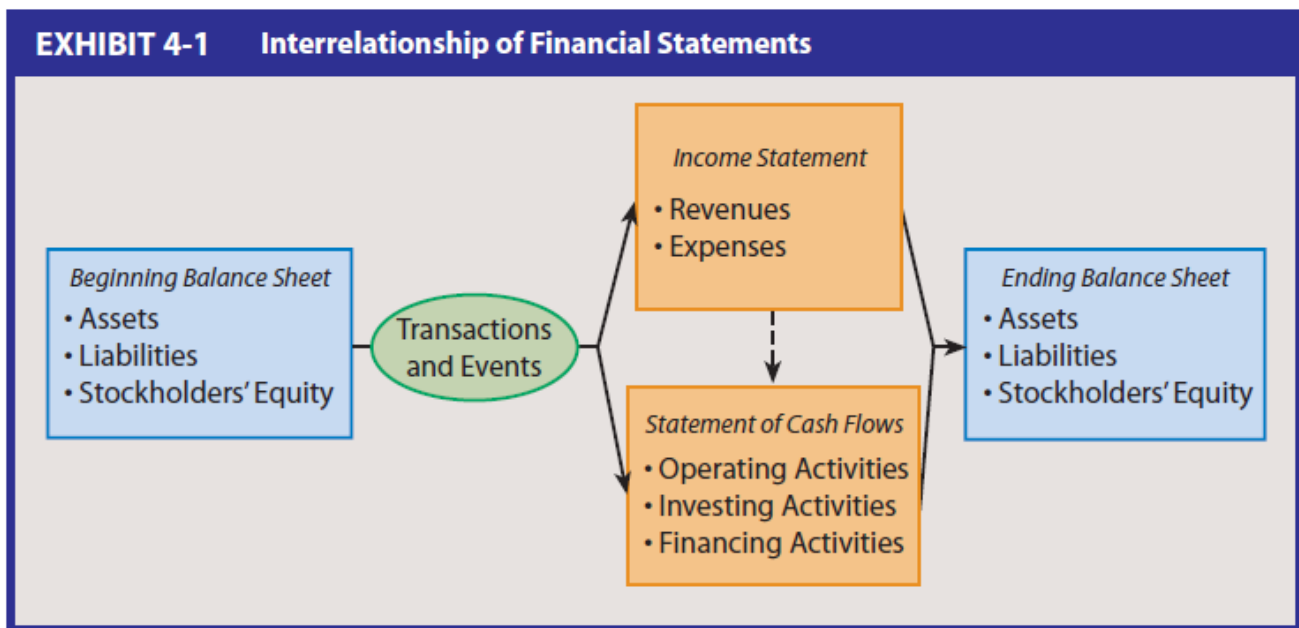 EXHIBIT 4-1 Interrelationship of Financial Statements
Beginning Balance Sheet
• Assets
• Liabilities
• Stockholders' Equity
Transactions
and Events
Income Statement
• Revenues
• Expenses
Statement of Cash Flows
• Operating Activities
• Investing Activities
• Financing Activities
Ending Balance Sheet
• Assets
• Liabilities
• Stockholders' Equity